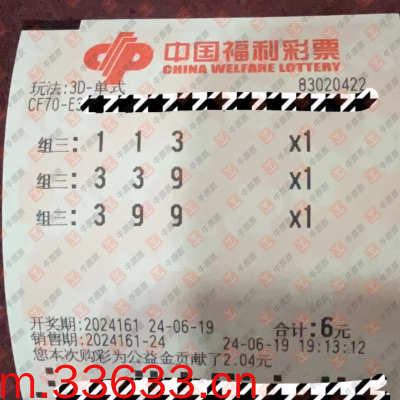 中国福利彩票
CHINA WELFARE LOTTERY
玩法:3D-单式 83020422
CF70-E3
组三:1 1 3 x1
组三:3 3 9 x1
组三:3 9 9 x1
开奖期:2024161 24-06-19 合计:6元
销售期:2024161-24 24-06-19 19:13:12
您本次购彩为公益金贡献了2.04元
m.33633.cn